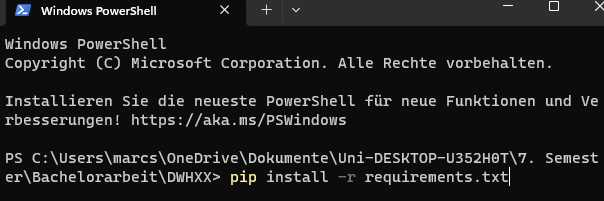 Windows PowerShell
Windows PowerShell
Copyright (C) Microsoft Corporation. Alle Rechte vorbehalten.
Installieren Sie die neueste PowerShell für neue Funktionen und Ve
rbesserungen! https://aka.ms/PSWindows
PS C:\Users\marcs\OneDrive\Dokumente\Uni-DESKTOP-U352H0T\7. Semest
er\Bachelorarbeit\DWHXX> pip install -r requirements.txt